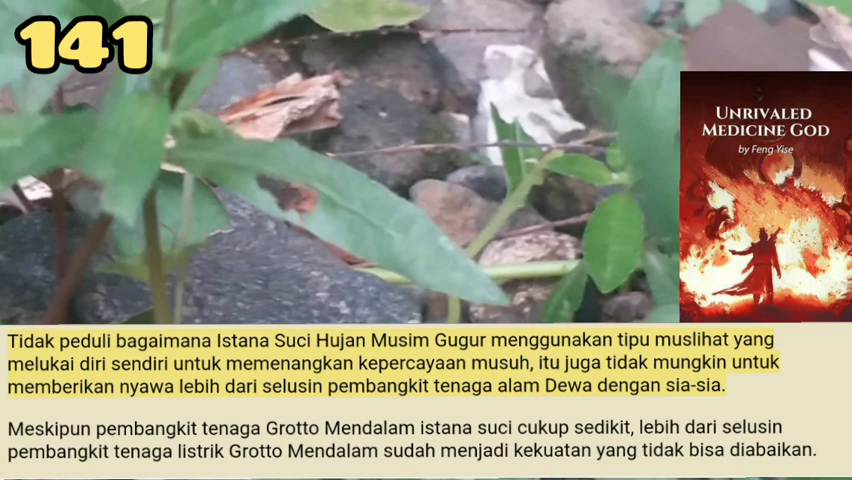 141
UNRIVALED
MEDICINE GOD
by Feng Yise
Tidak peduli bagaimana Istana Suci Hujan Musim Gugur menggunakan tipu muslihat yang
melukai diri sendiri untuk memenangkan kepercayaan musuh, itu juga tidak mungkin untuk
memberikan nyawa lebih dari selusin pembangkit tenaga alam Dewa dengan sia-sia.
Meskipun pembangkit tenaga Grotto Mendalam istana suci cukup sedikit, lebih dari selusin
pembangkit tenaga listrik Grotto Mendalam sudah menjadi kekuatan yang tidak bisa diabaikan.